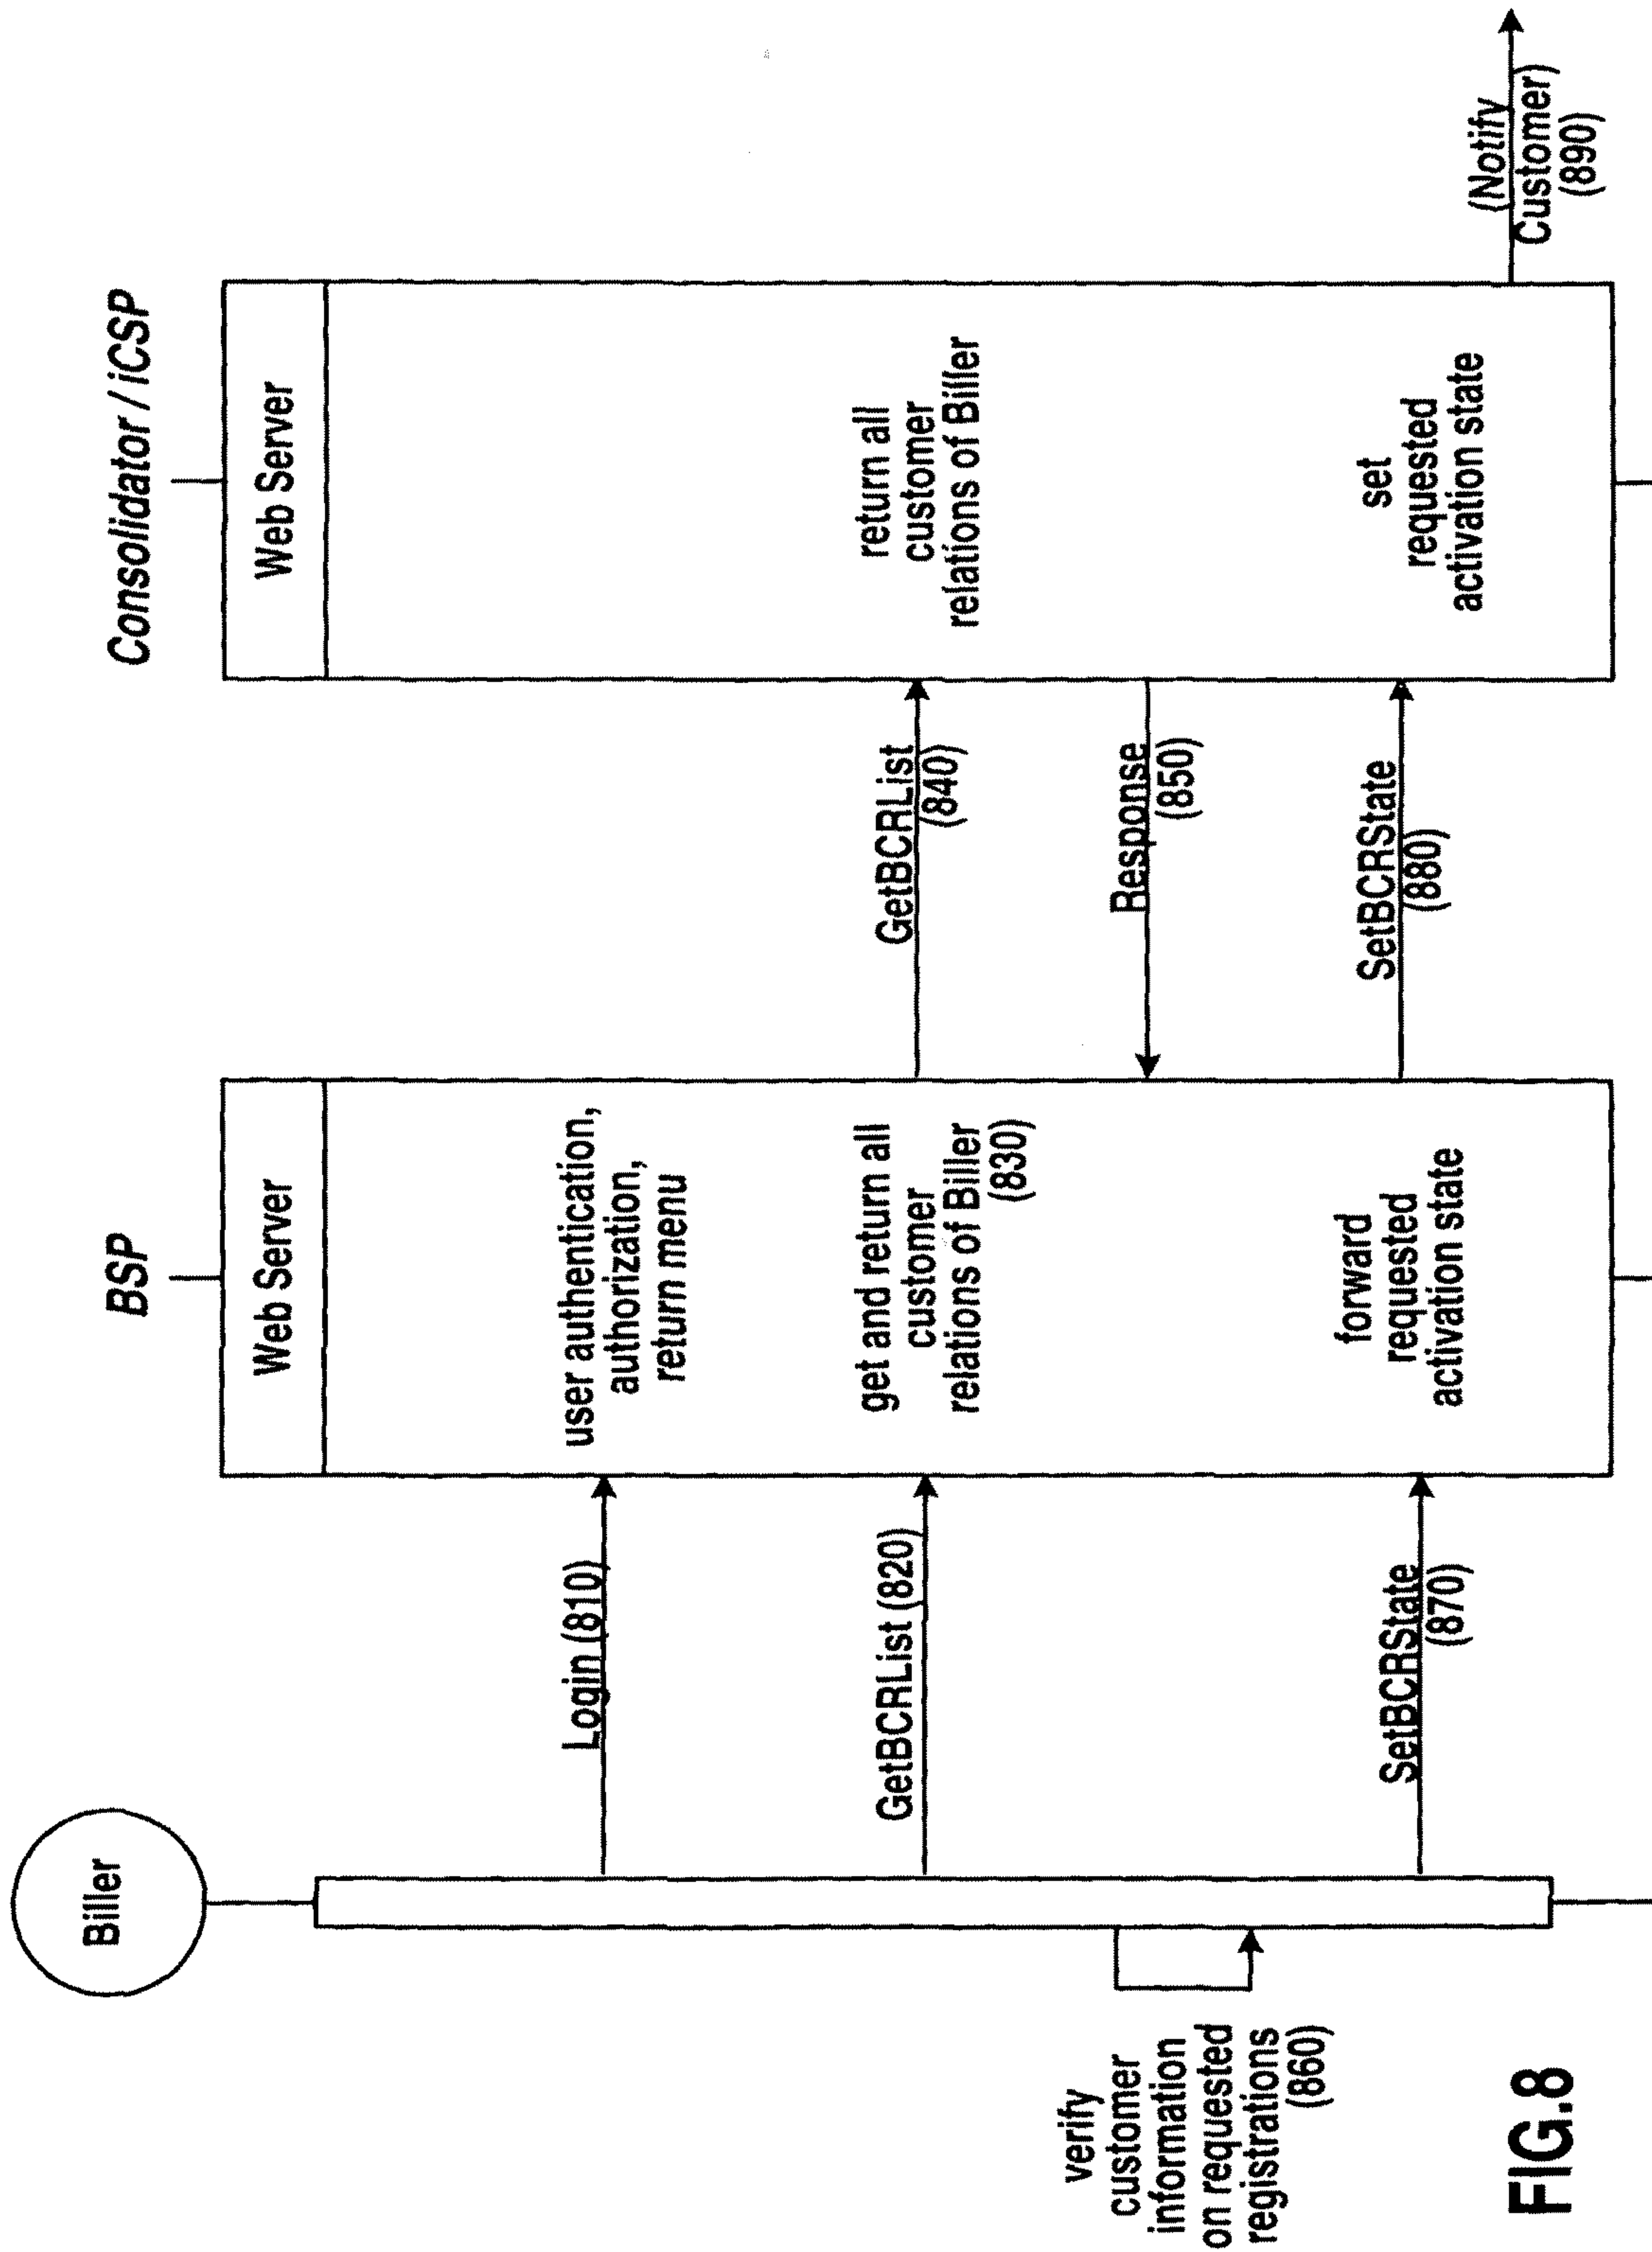 Biller
BSP
Consolidator / iCSP
Web Server
Web Server
Login (810)
user authentication,
authorization,
return menu
GetBCRList (820)
get and return all
customer
relations of Biller
(830)
GetBCRList
(840)
return all
customer
relations of Biller
Response
(850)
verify
customer
information
on requested
registrations
(860)
SetBCRState
(870)
forward
requested
activation state
SetBCRState
(880)
set
requested
activation state
(Notify
Customer)
(890)
FIG.8